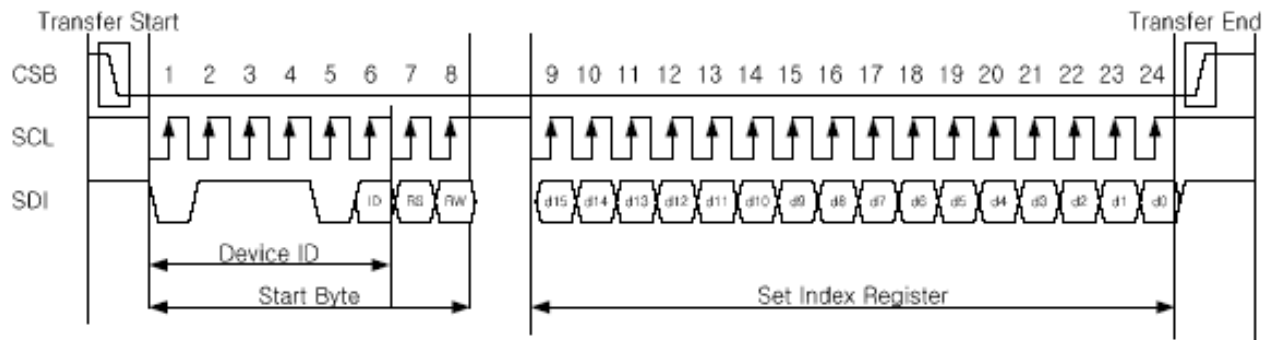 Transfer Start Transfer End
CSB 1 2 3 4 5 6 7 8 9 10 11 12 13 14 15 16 17 18 19 20 21 22 23 24
SCL
SDI ID RS RW d15 d14 d13 d12 d11 d10 d9 d8 d7 d6 d5 d4 d3 d2 d1 d0
Device ID
Start Byte Set Index Register